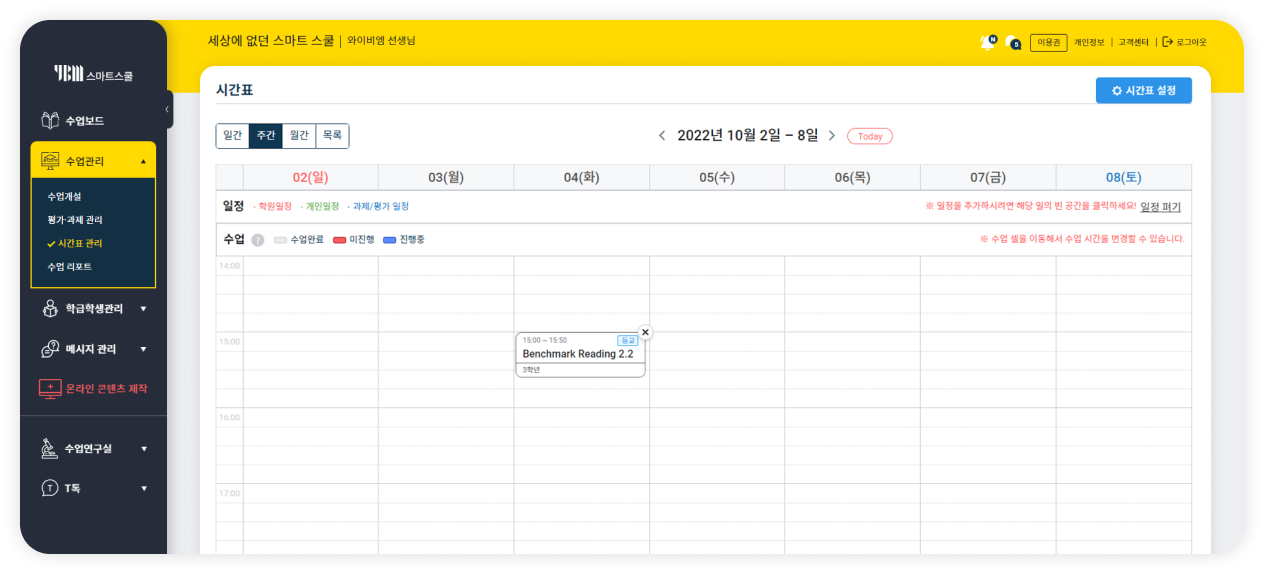 세상에 없던 스마트 스쿨 | 와이비엠 선생님
N
5
이용권
개인정보 | 고객센터 | 로그아웃
YBM 스마트스쿨
수업보드
수업관리
수업개설
평가·과제 관리
시간표 관리
수업 리포트
학급학생관리
메시지 관리
온라인 콘텐츠 제작
수업연구실
T톡
시간표
시간표 설정
일간 주간 월간 목록
2022년 10월 2일 – 8일
Today
02(일) 03(월) 04(화) 05(수) 06(목) 07(금) 08(토)
일정 · 학원일정 · 개인일정 · 과제/평가 일정
※ 일정을 추가하시려면 해당 일의 빈 공간을 클릭하세요! 일정 펴기
수업 ? 수업완료 미진행 진행중
※ 수업 셀을 이동해서 수업 시간을 변경할 수 있습니다.
14:00
15:00
15:00 ~ 15:50 등교
Benchmark Reading 2.2
3학년
16:00
17:00